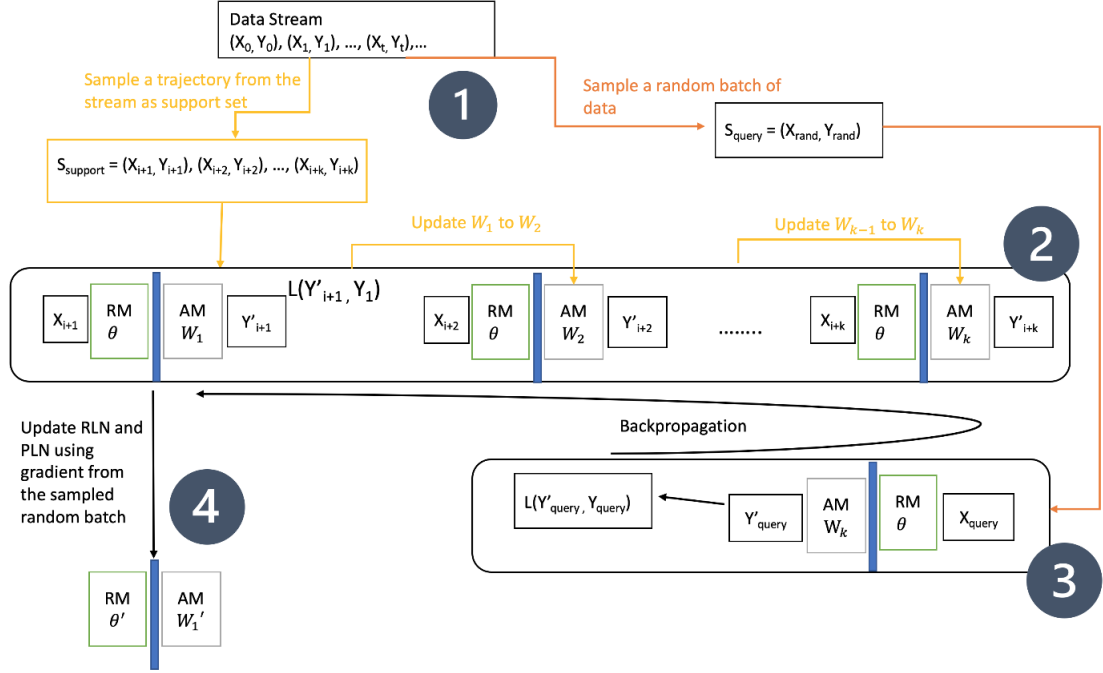 Data Stream
(X0, Y0), (X1, Y1), ..., (Xt, Yt),...
Sample a trajectory from the
stream as support set
1
Sample a random batch of
data
Squery = (Xrand, Yrand)
Ssupport = (Xi+1, Yi+1), (Xi+2, Yi+2), ..., (Xi+k, Yi+k)
Update W1 to W2
Update Wk−1 to Wk
2
Xi+1
RM
θ
AM
W1
Y'i+1
L(Y'i+1 , Y1)
Xi+2
RM
θ
AM
W2
Y'i+2
........
Xi+k
RM
θ
AM
Wk
Y'i+k
Update RLN and
PLN using
gradient from
the sampled
random batch
4
Backpropagation
L(Y'query , Yquery)
Y'query
AM
Wk
RM
θ
Xquery
3
RM
θ′
AM
W1′